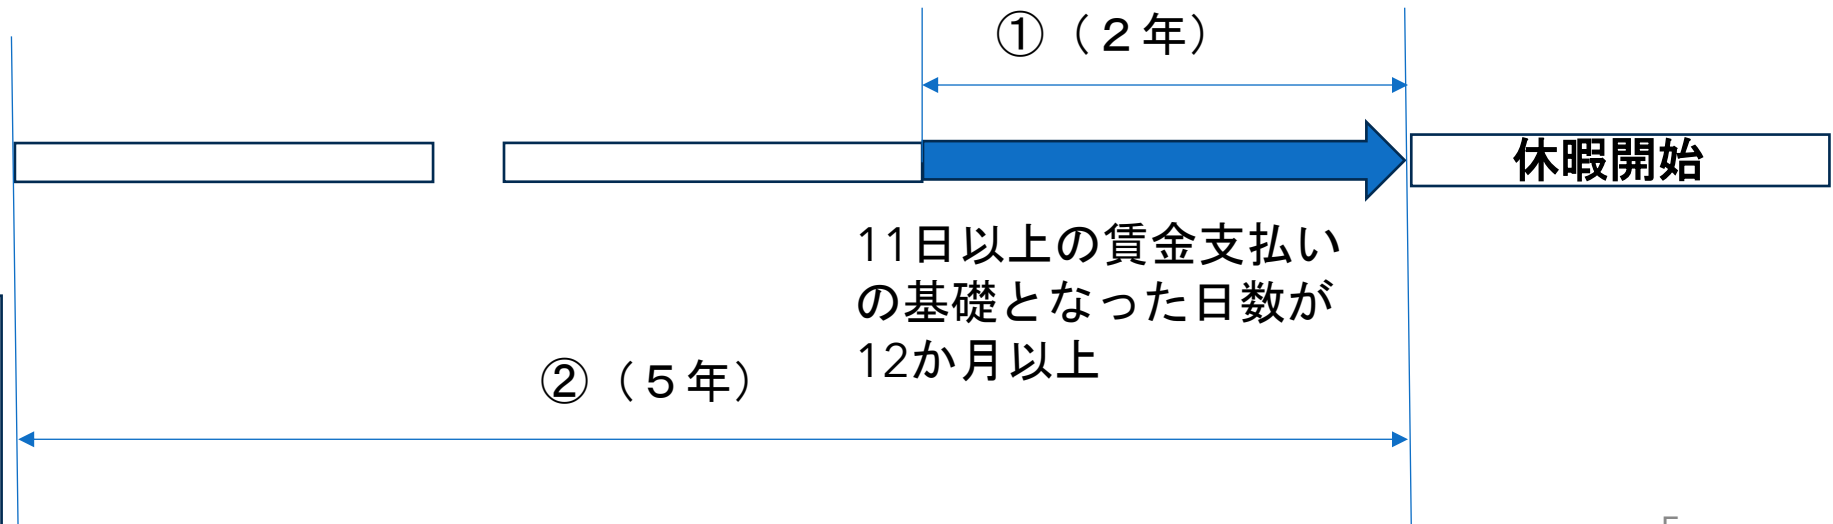 ①（２年）
休暇開始
11日以上の賃金支払い
の基礎となった日数が
12か月以上
②（５年）